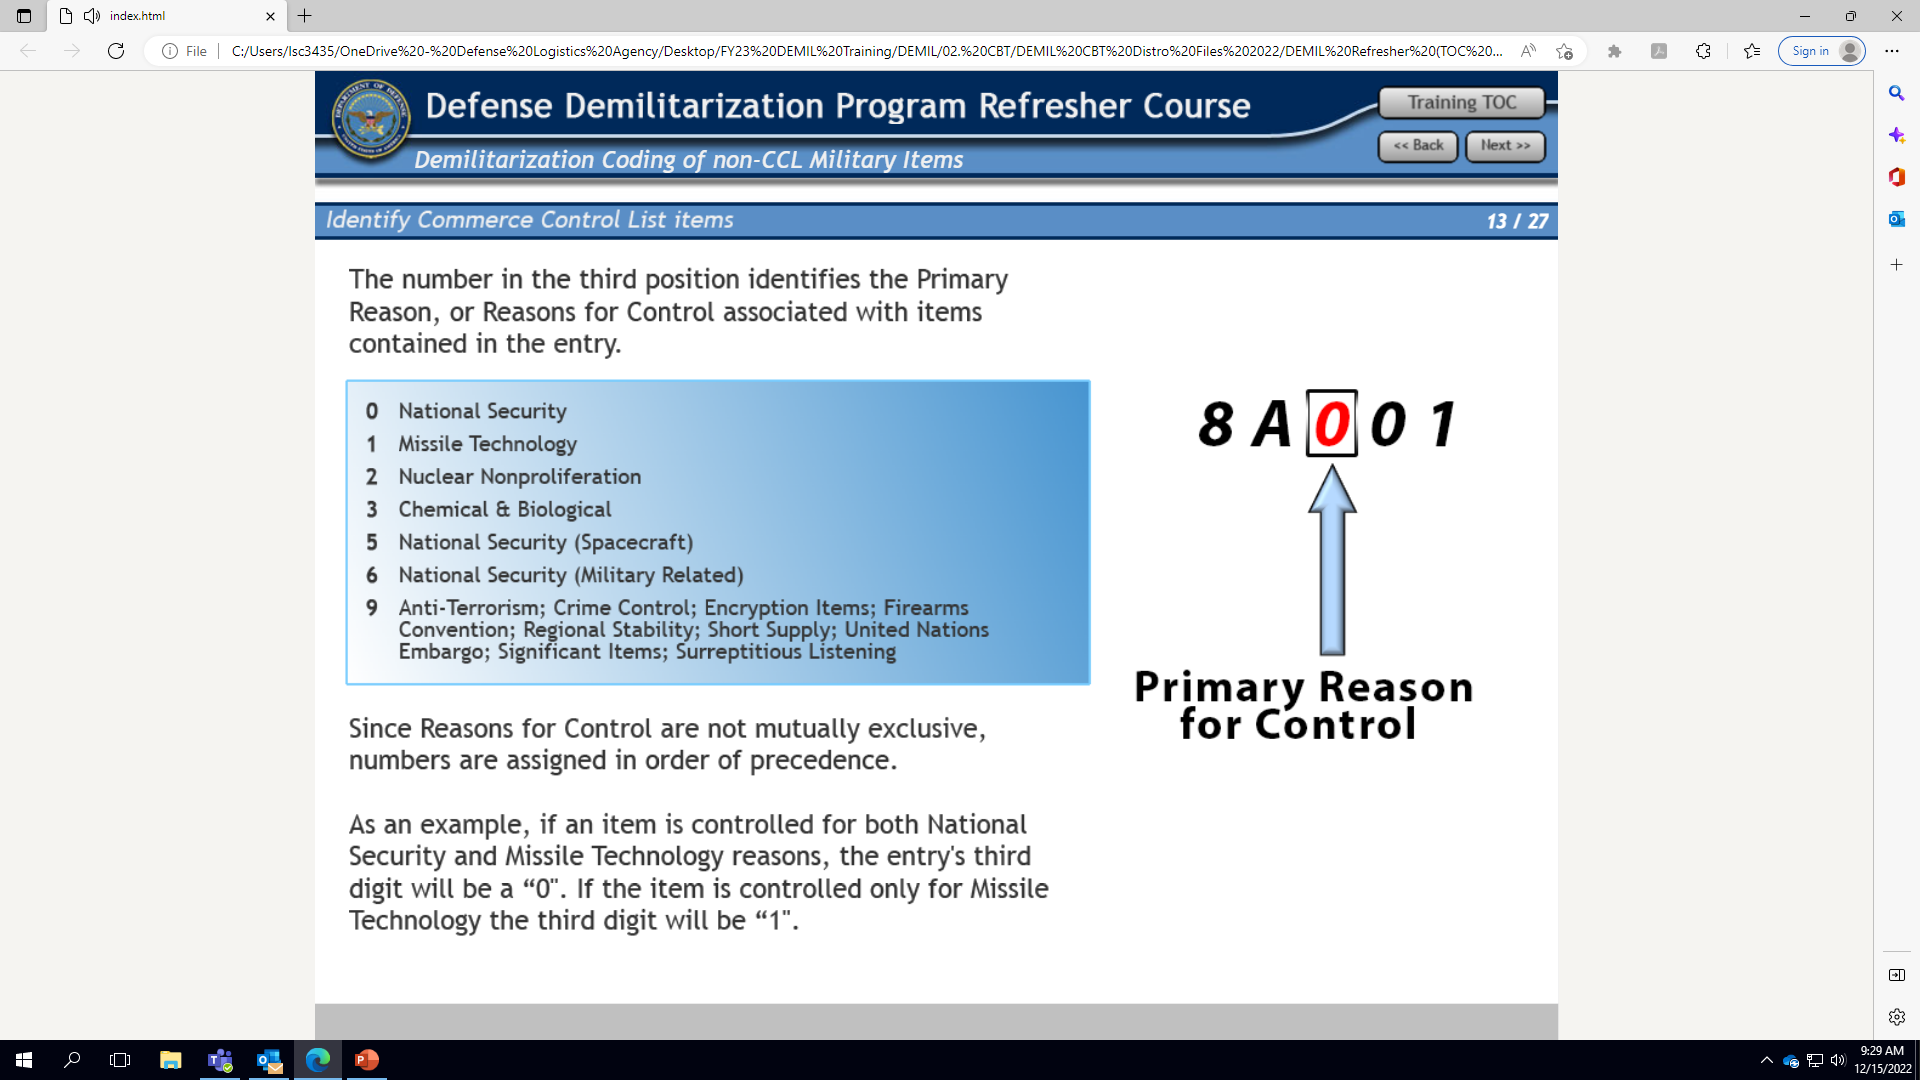 index.html
File
C:/Users/lsc3435/OneDrive%20-%20Defense%20Logistics%20Agency/Desktop/FY23%20DEMIL%20Training/DEMIL/02.%20CBT/DEMIL%20CBT%20Distro%20Files%202022/DEMIL%20Refresher%20(TOC%20...
Sign in
Defense Demilitarization Program Refresher Course
Training TOC
<< Back
Next >>
Demilitarization Coding of non-CCL Military Items
Identify Commerce Control List items
13 / 27
The number in the third position identifies the Primary
Reason, or Reasons for Control associated with items
contained in the entry.
0 National Security
1 Missile Technology
2 Nuclear Nonproliferation
3 Chemical & Biological
5 National Security (Spacecraft)
6 National Security (Military Related)
9 Anti-Terrorism; Crime Control; Encryption Items; Firearms
Convention; Regional Stability; Short Supply; United Nations
Embargo; Significant Items; Surreptitious Listening
8 A 0 0 1
Primary Reason
for Control
Since Reasons for Control are not mutually exclusive,
numbers are assigned in order of precedence.
As an example, if an item is controlled for both National
Security and Missile Technology reasons, the entry's third
digit will be a “0". If the item is controlled only for Missile
Technology the third digit will be “1".
9:29 AM
12/15/2022